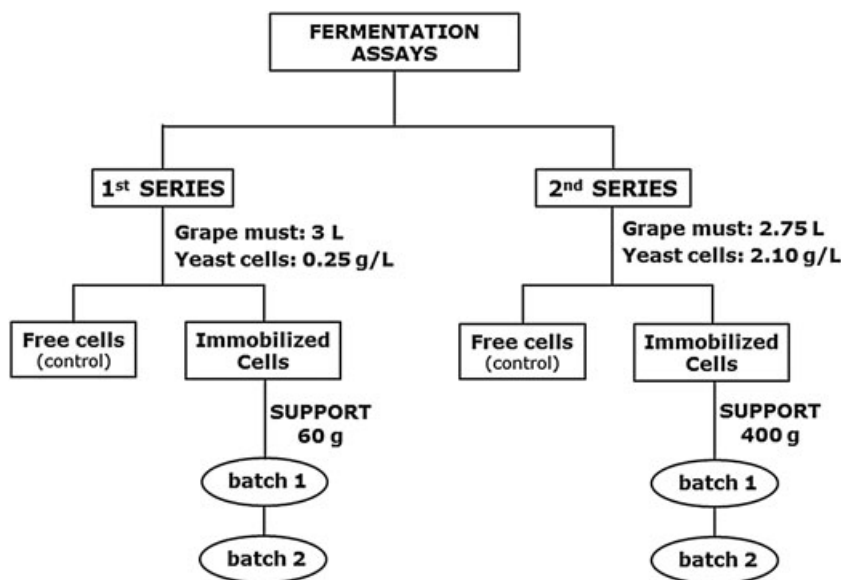 FERMENTATION
ASSAYS
1st SERIES
2nd SERIES
Grape must: 3 L
Yeast cells: 0.25 g/L
Grape must: 2.75 L
Yeast cells: 2.10 g/L
Free cells
(control)
Immobilized
Cells
Free cells
(control)
Immobilized
Cells
SUPPORT
60 g
SUPPORT
400 g
batch 1
batch 1
batch 2
batch 2